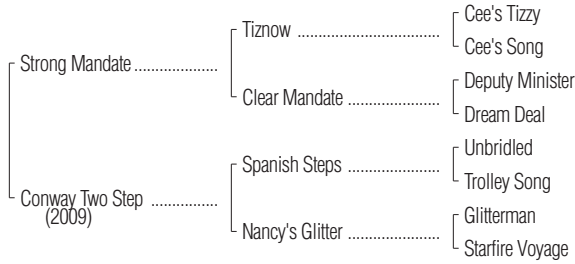 Cee's Tizzy
Tiznow ..........................................
Cee's Song
Strong Mandate ........................
Deputy Minister
Clear Mandate ...........................
Dream Deal
Unbridled
Spanish Steps ...........................
Trolley Song
Conway Two Step ...................
(2009)
Glitterman
Nancy's Glitter ...........................
Starfire Voyage